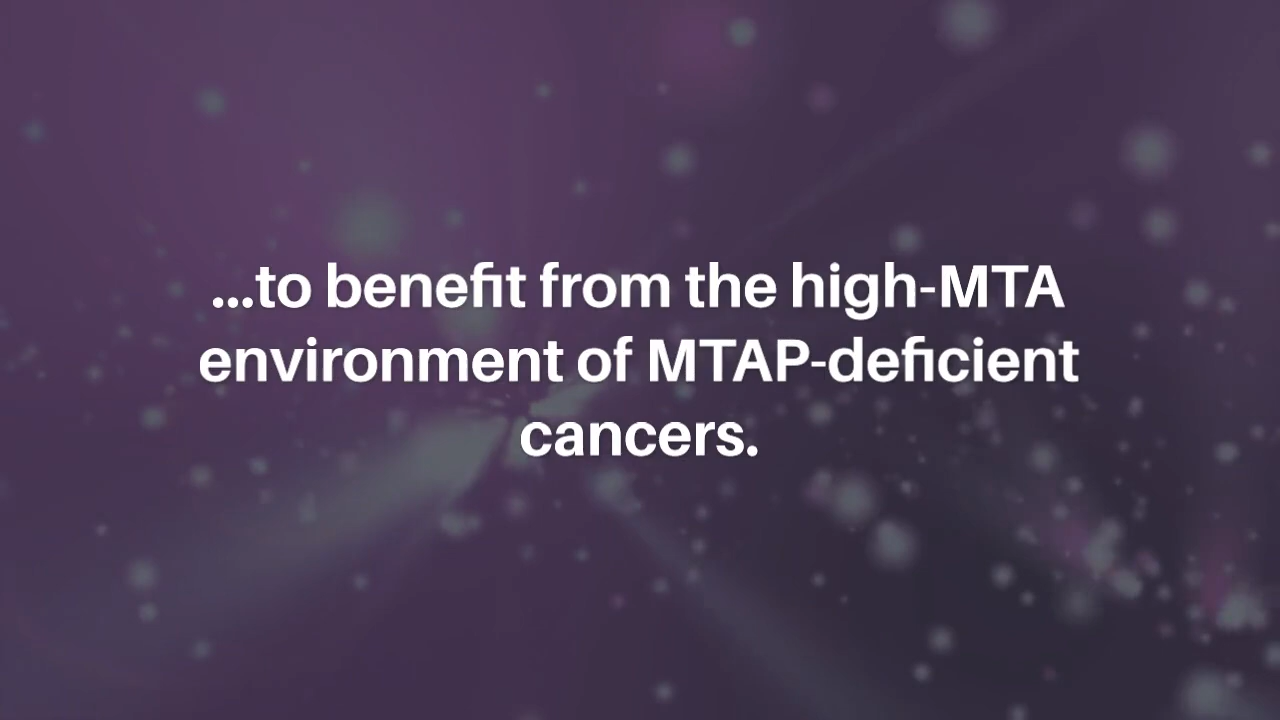 ...to benefit from the high-MTA
environment of MTAP-deficient
cancers.